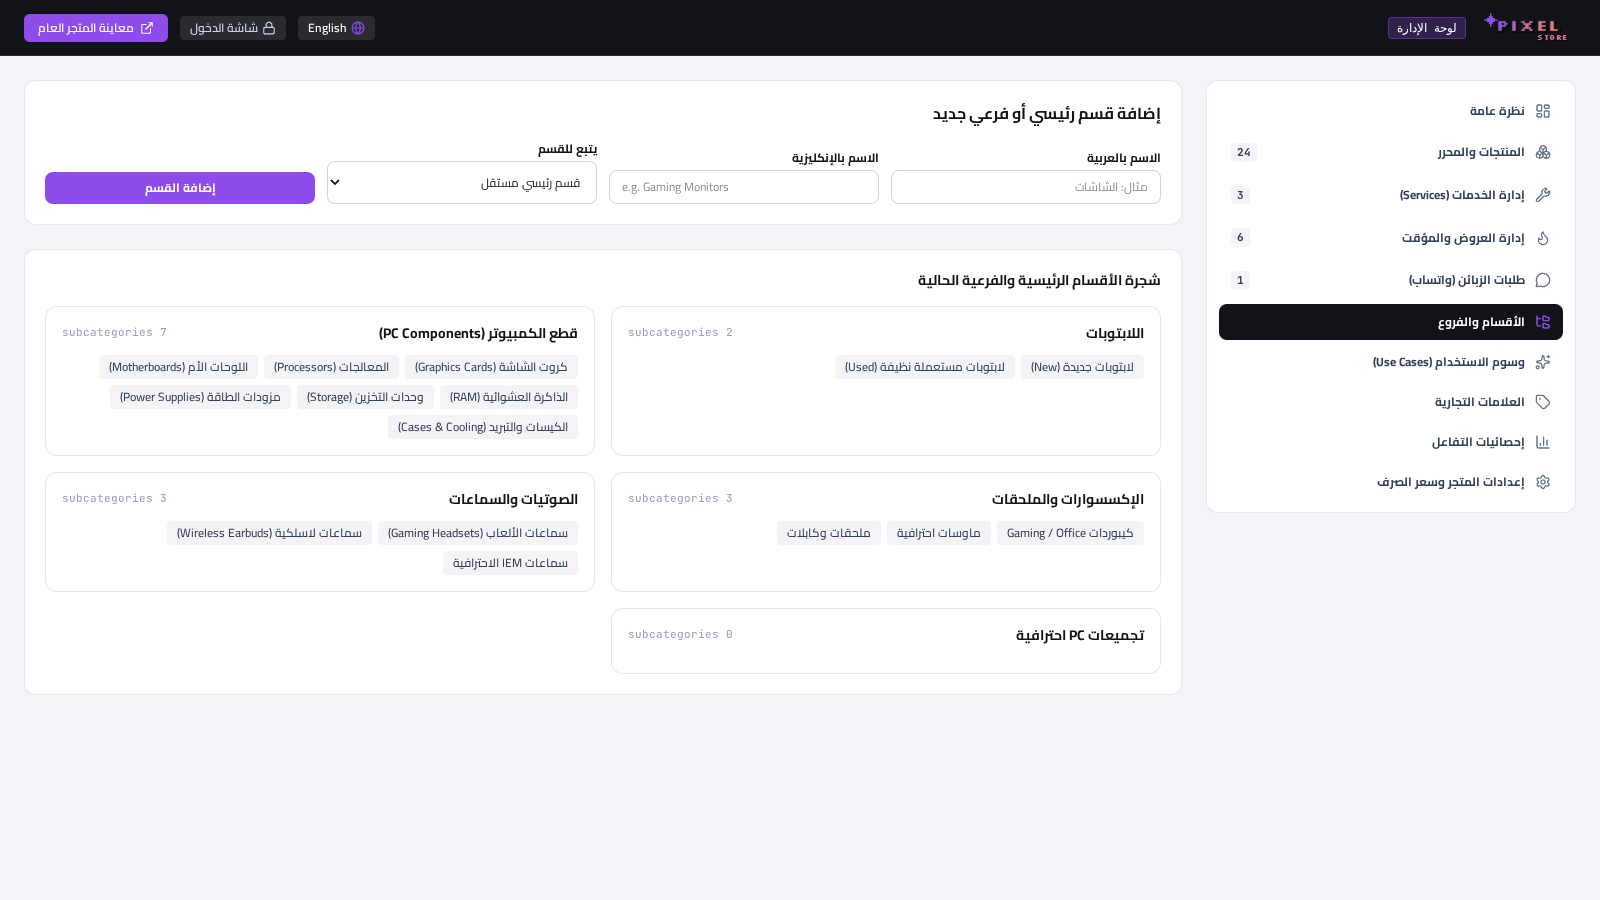 PIXEL
STORE
لوحة الإدارة
English
شاشة الدخول
معاينة المتجر العام
نظرة عامة
المنتجات والمحرر 24
إدارة الخدمات (Services) 3
إدارة العروض والمؤقت 6
طلبات الزبائن (واتساب) 1
الأقسام والفروع
وسوم الاستخدام (Use Cases)
العلامات التجارية
إحصائيات التفاعل
إعدادات المتجر وسعر الصرف
إضافة قسم رئيسي أو فرعي جديد
الاسم بالعربية
مثال: الشاشات
الاسم بالإنكليزية
e.g. Gaming Monitors
يتبع للقسم
قسم رئيسي مستقل
إضافة القسم
شجرة الأقسام الرئيسية والفرعية الحالية
اللابتوبات
subcategories 2
لابتوبات جديدة (New) لابتوبات مستعملة نظيفة (Used)
قطع الكمبيوتر (PC Components)
subcategories 7
كروت الشاشة (Graphics Cards) المعالجات (Processors) اللوحات الأم (Motherboards)
الذاكرة العشوائية (RAM) وحدات التخزين (Storage) مزودات الطاقة (Power Supplies)
الكيسات والتبريد (Cases & Cooling)
الإكسسوارات والملحقات
subcategories 3
كيبوردات Gaming / Office ماوسات احترافية ملحقات وكابلات
الصوتيات والسماعات
subcategories 3
سماعات الألعاب (Gaming Headsets) سماعات لاسلكية (Wireless Earbuds)
سماعات IEM الاحترافية
تجميعات PC احترافية
subcategories 0